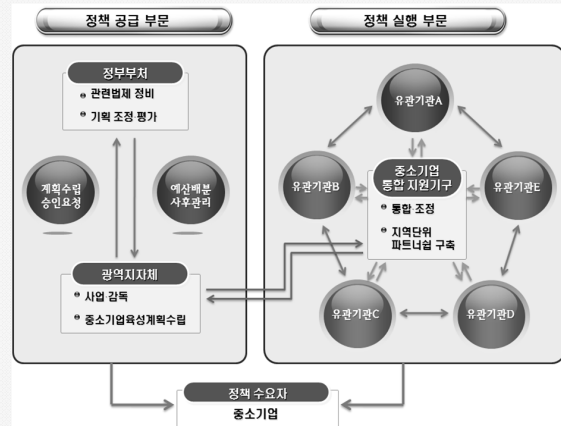 정책 공급 부문
정부부처
관련법제 정비
기획 조정 평가
계획수립
승인요청
예산배분
사후관리
광역지자체
사업 감독
중소기업육성계획수립
정책 실행 부문
유관기관A
유관기관B
중소기업
통합 지원기구
통합·조정
지역단위
파트너쉽 구축
유관기관E
유관기관C
유관기관D
정책 수요자
중소기업